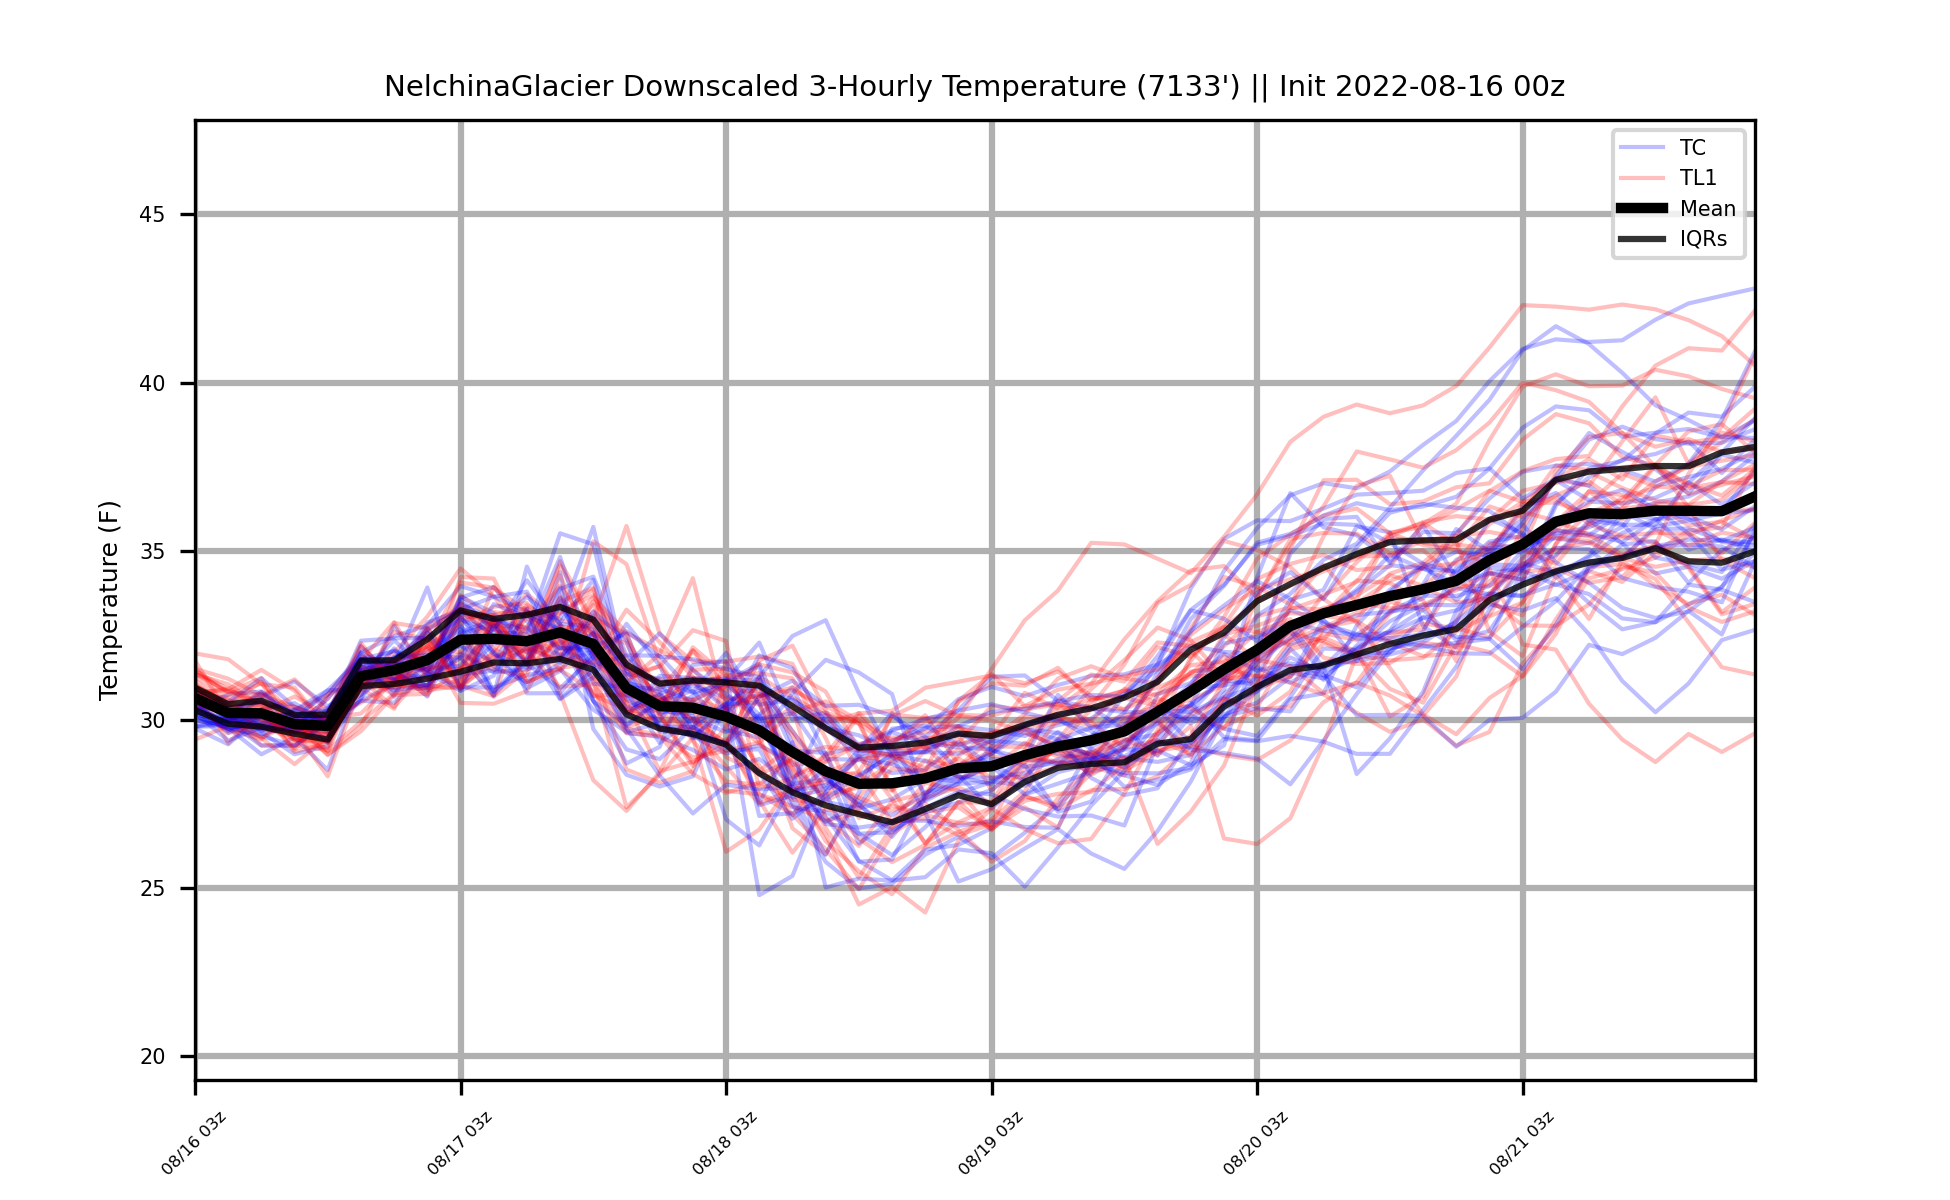 NelchinaGlacier Downscaled 3-Hourly Temperature (7133') || Init 2022-08-16 00z
TC
TL1
Mean
IQRs
Temperature (F)
45
40
35
30
25
20
08/16 03z
08/17 03z
08/18 03z
08/19 03z
08/20 03z
08/21 03z